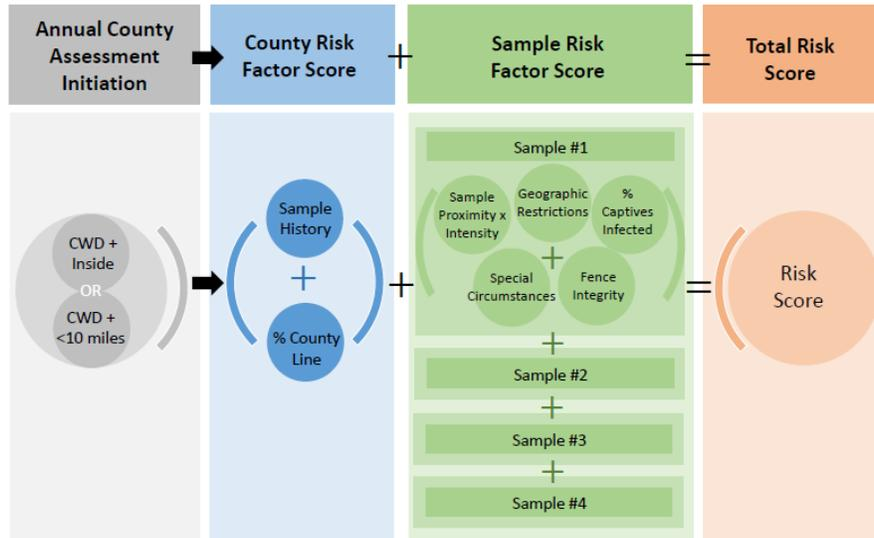 Annual County
Assessment
Initiation
County Risk
Factor Score
+
Sample Risk
Factor Score
=
Total Risk
Score
CWD +
Inside
OR
CWD +
<10 miles
Sample
History
+
% County
Line
+
Sample #1
Sample
Proximity x
Intensity
Geographic
Restrictions
%
Captives
Infected
+
Special
Circumstances
Fence
Integrity
+
Sample #2
+
Sample #3
+
Sample #4
=
Risk
Score